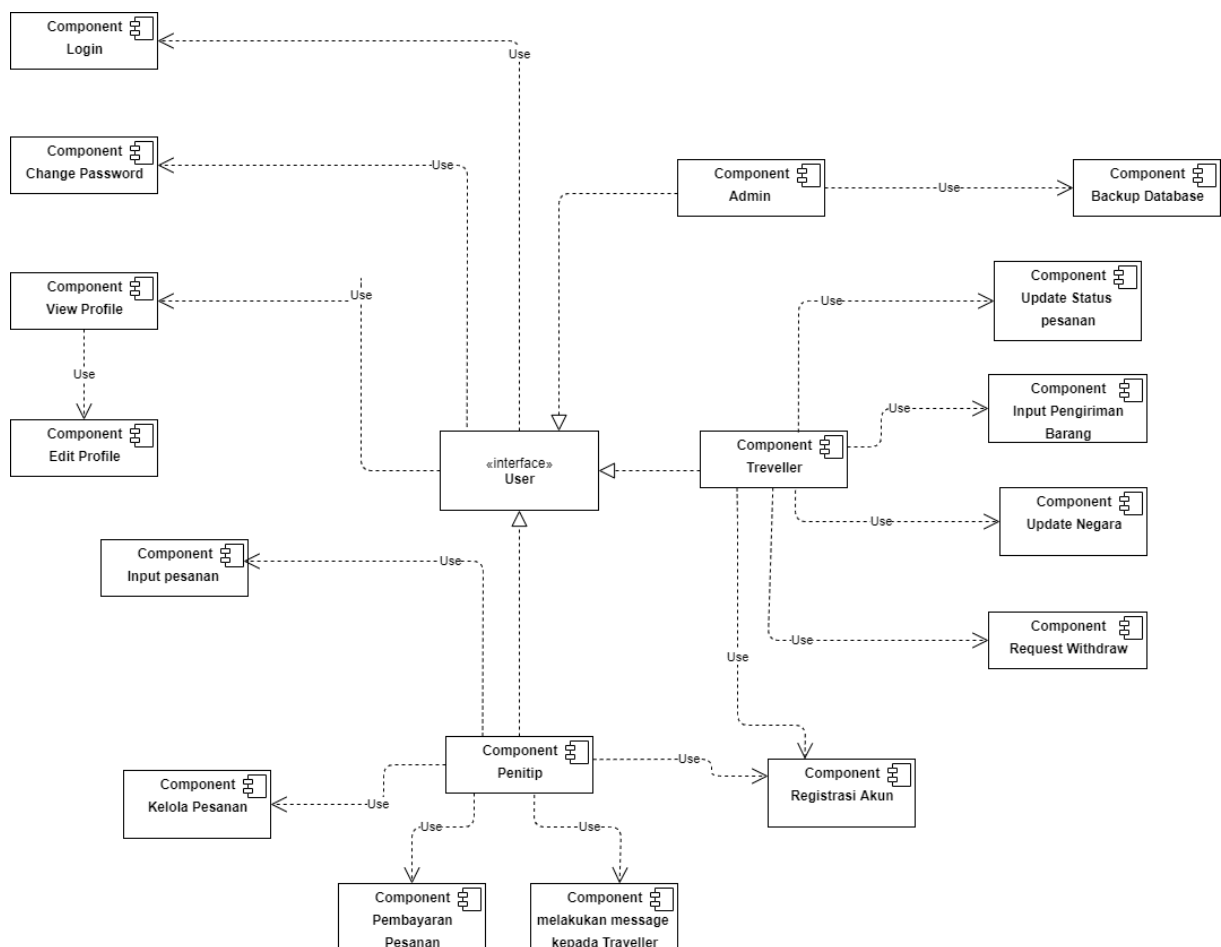 Component
Login
Use
Component
Change Password
Use
Component
Admin
Use
Component
Backup Database
Component
View Profile
Use
Component
Update Status
pesanan
Use
Use
Component
Edit Profile
Component
Input Pengiriman
Barang
Use
«interface»
User
Component
Treveller
Component
Update Negara
Use
Component
Input pesanan
Use
Component
Request Withdraw
Use
Use
Component
Penitip
Use
Component
Registrasi Akun
Component
Kelola Pesanan
Use
Use
Use
Component
Pembayaran
Pesanan
Component
melakukan message
kepada Traveller